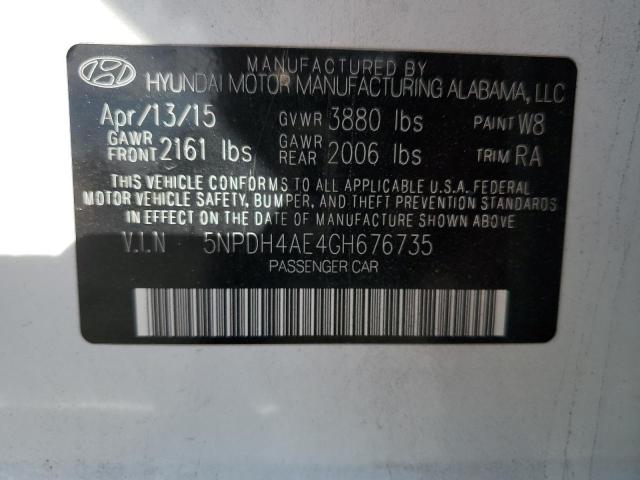 MANUFACTURED BY
HYUNDAI MOTOR MANUFACTURING ALABAMA, LLC
Apr/13/15 GVWR 3880 lbs PAINT W8
GAWR FRONT 2161 lbs GAWR REAR 2006 lbs TRIM RA
THIS VEHICLE CONFORMS TO ALL APPLICABLE U.S.A. FEDERAL
MOTOR VEHICLE SAFETY, BUMPER, AND THEFT PREVENTION
STANDARDS IN EFFECT ON THE DATE OF MANUFACTURE SHOWN ABOVE.
V.I.N 5NPDH4AE4GH676735
PASSENGER CAR